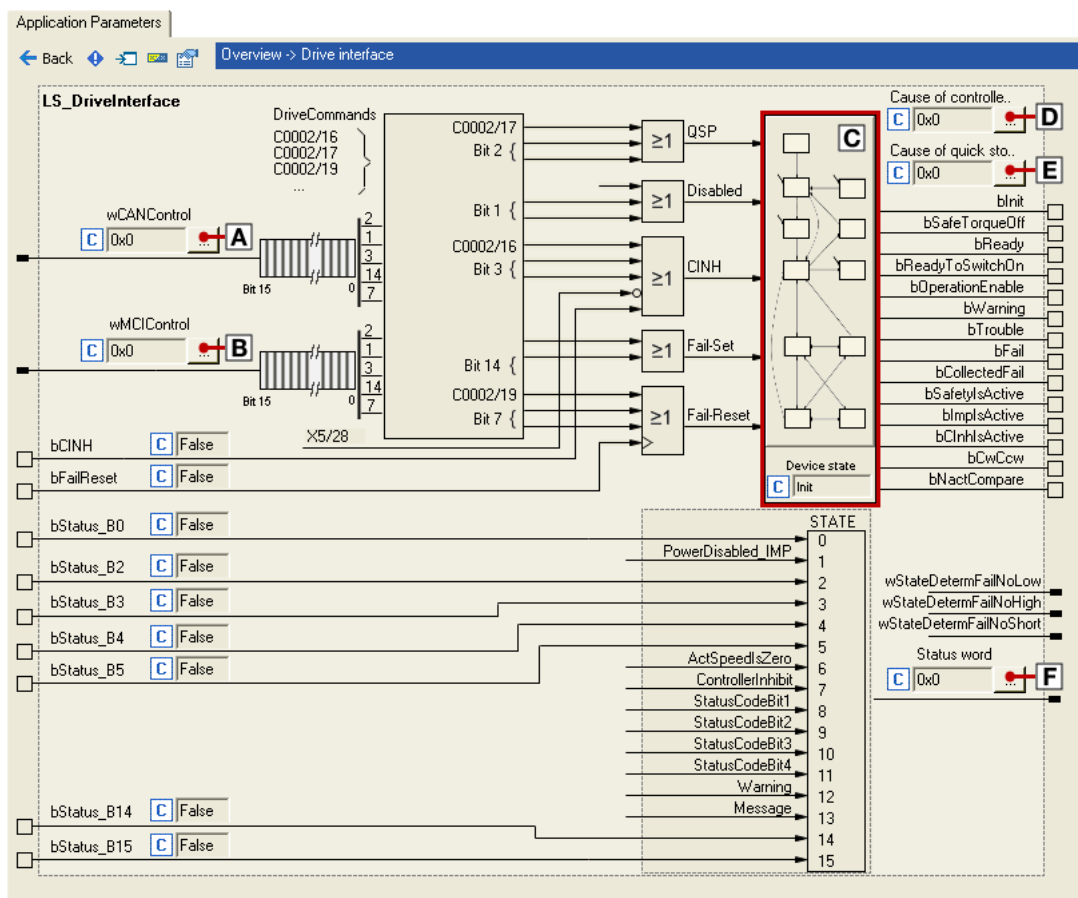 Application Parameters
Back
Overview -> Drive interface
LS_DriveInterface
DriveCommands
C0002/16
C0002/17
C0002/19
...
wCANControl
C 0x0 ... A
Bit 15
0
2
1
3
14
7
wMCIControl
C 0x0 ... B
Bit 15
0
2
1
3
14
7
C0002/17
Bit 2 {
Bit 1 {
C0002/16
Bit 3 {
Bit 14 {
C0002/19
Bit 7 {
X5/28
≥1 QSP
≥1 Disabled
≥1 CINH
≥1 Fail-Set
≥1 Fail-Reset
C
Device state
C Init
Cause of controlle..
C 0x0 ... D
Cause of quick sto..
C 0x0 ... E
bInit
bSafeTorqueOff
bReady
bReadyToSwitchOn
bOperationEnable
bWarning
bTrouble
bFail
bCollectedFail
bSafetyIsActive
bImpIsActive
bCInhIsActive
bCwCcw
bNactCompare
bCINH C False
bFailReset C False
bStatus_B0 C False
bStatus_B2 C False
bStatus_B3 C False
bStatus_B4 C False
bStatus_B5 C False
bStatus_B14 C False
bStatus_B15 C False
STATE
0
PowerDisabled_IMP 1
2
3
4
5
ActSpeedIsZero 6
ControllerInhibit 7
StatusCodeBit1 8
StatusCodeBit2 9
StatusCodeBit3 10
StatusCodeBit4 11
Warning 12
Message 13
14
15
wStateDetermFailNoLow
wStateDetermFailNoHigh
wStateDetermFailNoShort
Status word
C 0x0 ... F